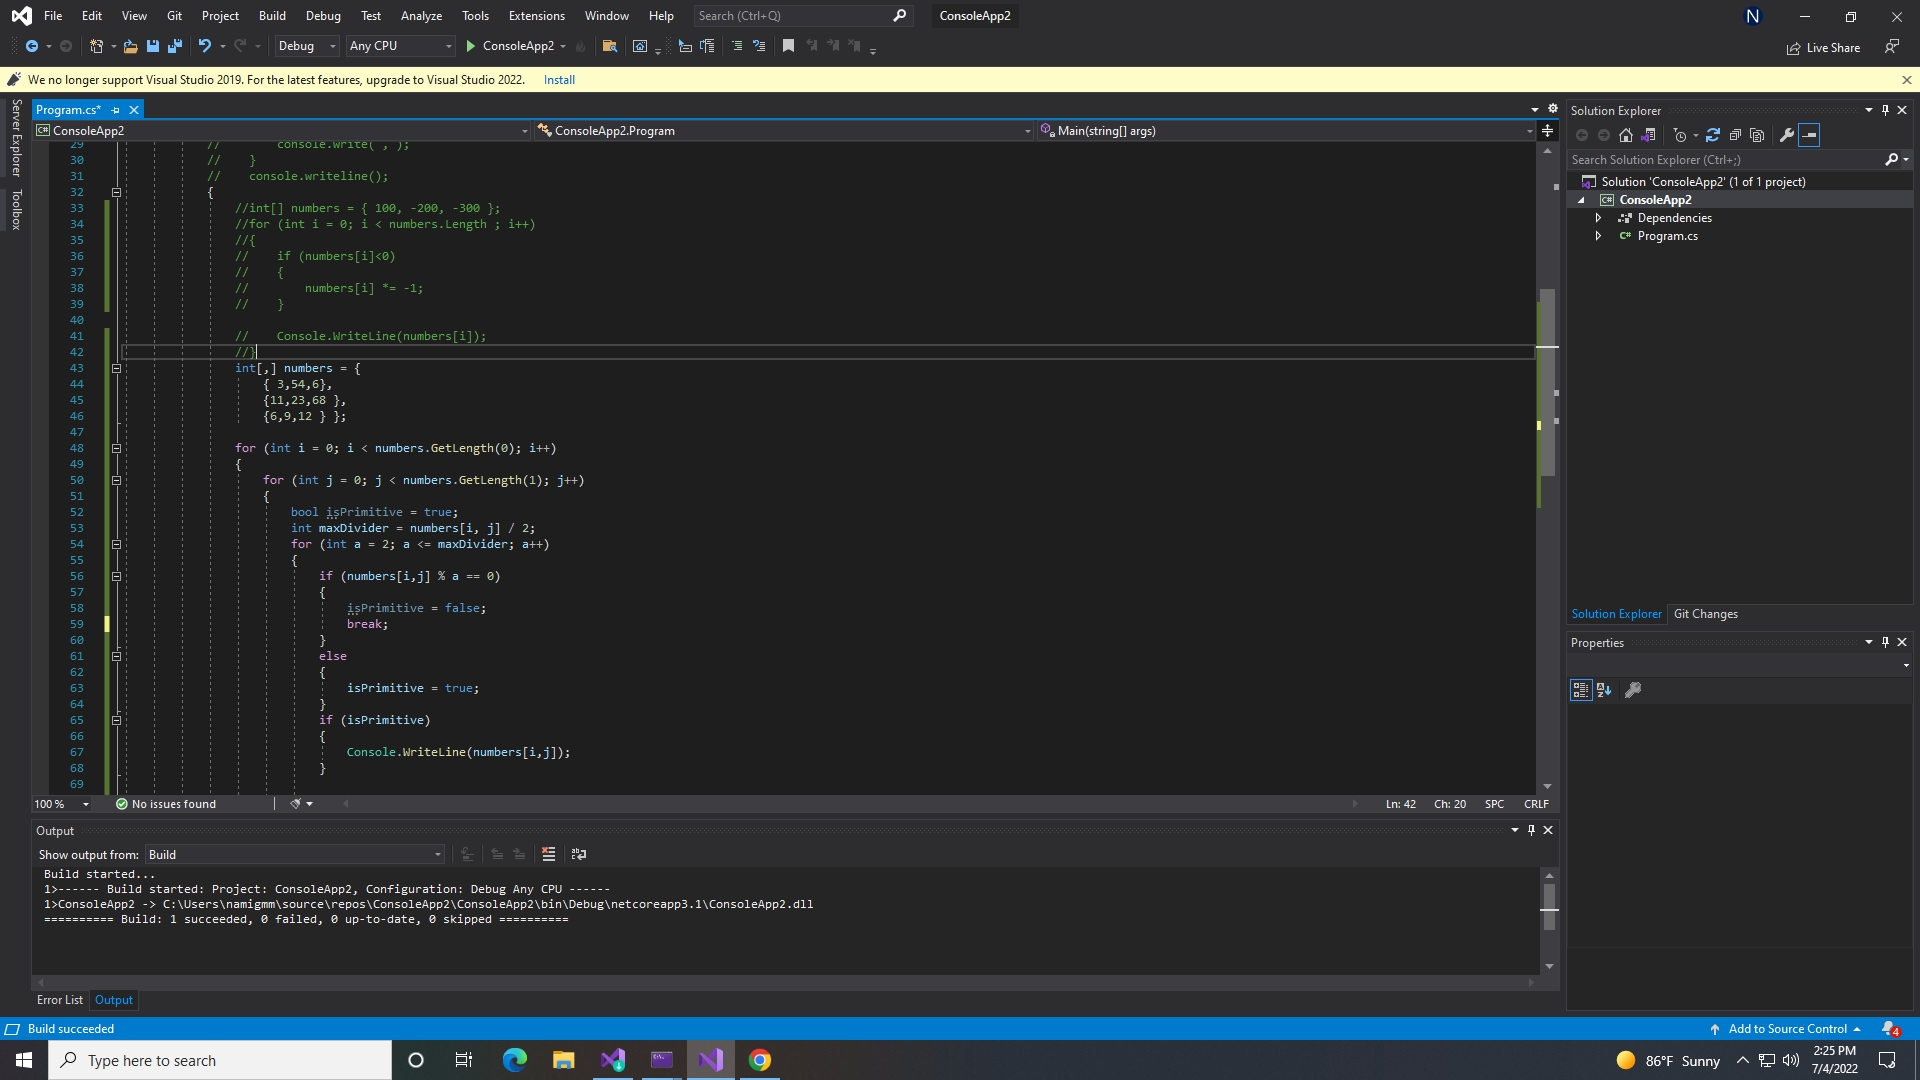 File Edit View Git Project Build Debug Test Analyze Tools Extensions Window Help Search (Ctrl+Q) ConsoleApp2 N
Debug Any CPU ConsoleApp2 Live Share
We no longer support Visual Studio 2019. For the latest features, upgrade to Visual Studio 2022. Install
Server Explorer
Toolbox
Program.cs*
ConsoleApp2 ConsoleApp2.Program Main(string[] args)
29 // console.write( , );
30 // }
31 // console.writeline();
32 {
33 //int[] numbers = { 100, -200, -300 };
34 //for (int i = 0; i < numbers.Length ; i++)
35 //{
36 // if (numbers[i]<0)
37 // {
38 // numbers[i] *= -1;
39 // }
40
41 // Console.WriteLine(numbers[i]);
42 //}
43 int[,] numbers = {
44 { 3,54,6},
45 {11,23,68 },
46 {6,9,12 } };
47
48 for (int i = 0; i < numbers.GetLength(0); i++)
49 {
50 for (int j = 0; j < numbers.GetLength(1); j++)
51 {
52 bool isPrimitive = true;
53 int maxDivider = numbers[i, j] / 2;
54 for (int a = 2; a <= maxDivider; a++)
55 {
56 if (numbers[i,j] % a == 0)
57 {
58 isPrimitive = false;
59 break;
60 }
61 else
62 {
63 isPrimitive = true;
64 }
65 if (isPrimitive)
66 {
67 Console.WriteLine(numbers[i,j]);
68 }
69
100 % No issues found Ln: 42 Ch: 20 SPC CRLF
Output
Show output from: Build
Build started...
1>------ Build started: Project: ConsoleApp2, Configuration: Debug Any CPU ------
1>ConsoleApp2 -> C:\Users\namigmm\source\repos\ConsoleApp2\ConsoleApp2\bin\Debug\netcoreapp3.1\ConsoleApp2.dll
========== Build: 1 succeeded, 0 failed, 0 up-to-date, 0 skipped ==========
Error List Output
Solution Explorer
Search Solution Explorer (Ctrl+;)
Solution 'ConsoleApp2' (1 of 1 project)
C# ConsoleApp2
Dependencies
C# Program.cs
Solution Explorer Git Changes
Properties
Build succeeded Add to Source Control 4
Type here to search 86°F Sunny 2:25 PM
7/4/2022